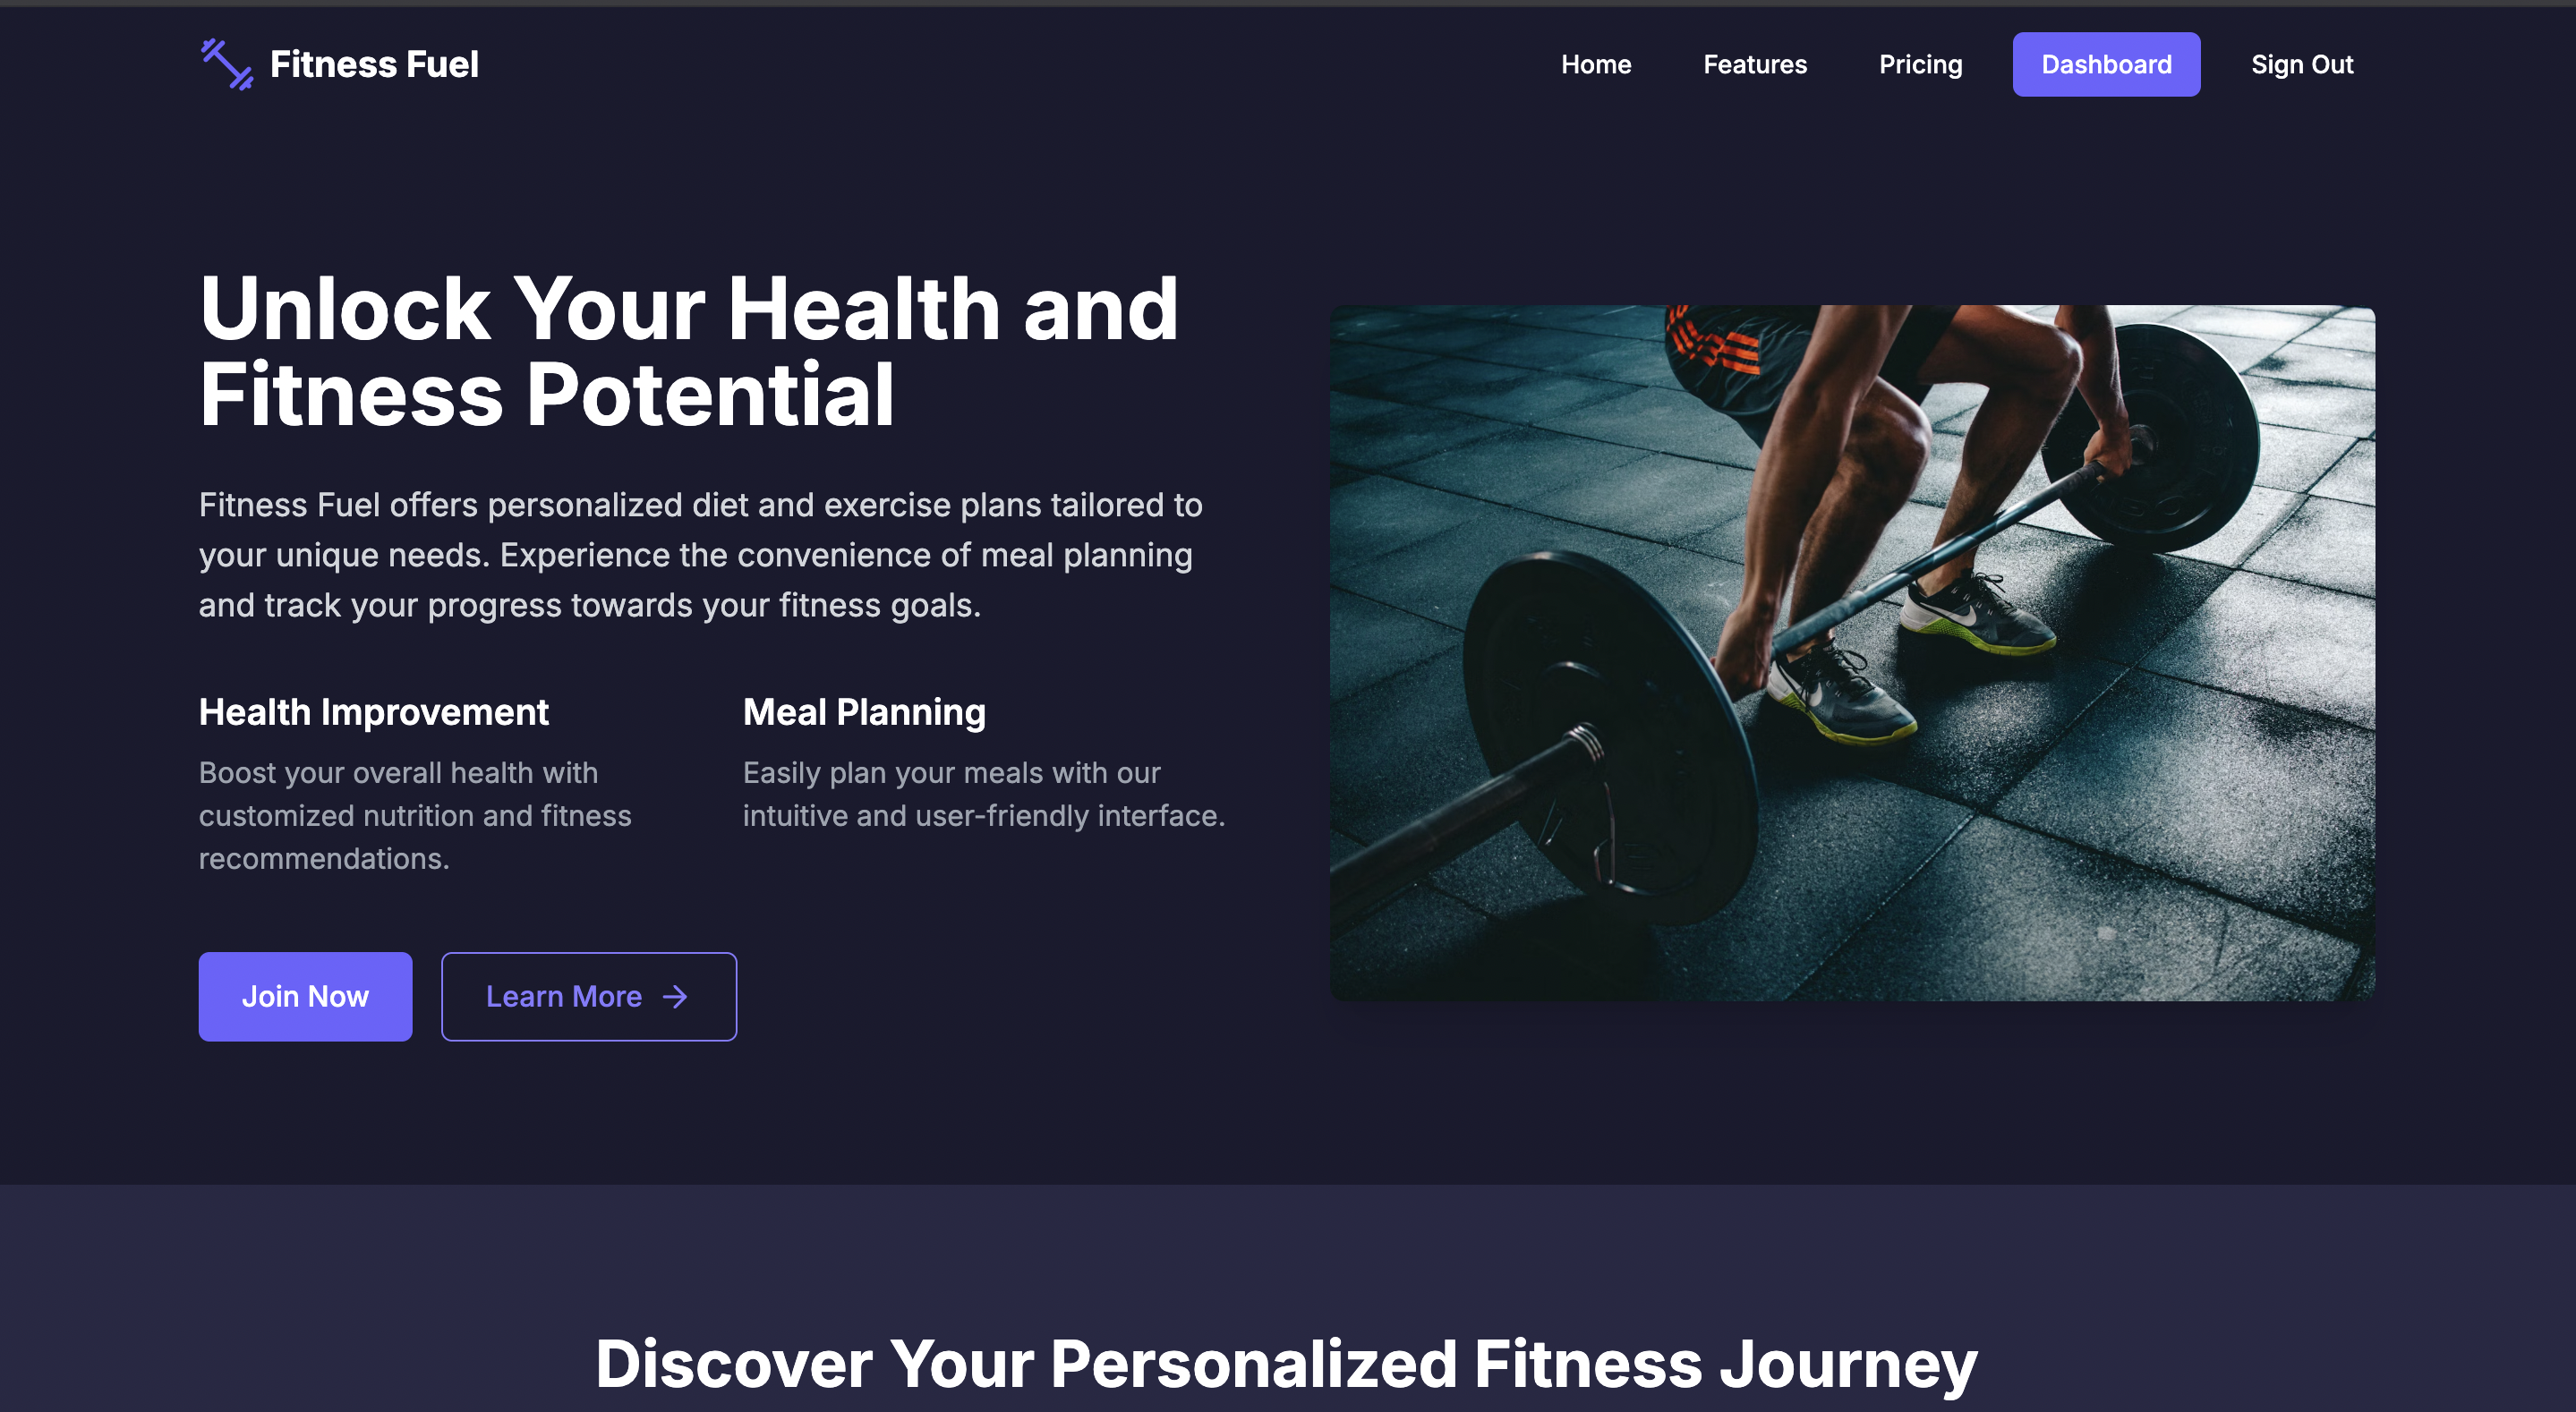 Fitness Fuel
Home
Features
Pricing
Dashboard
Sign Out
Unlock Your Health and
Fitness Potential
Fitness Fuel offers personalized diet and exercise plans tailored to
your unique needs. Experience the convenience of meal planning
and track your progress towards your fitness goals.
Health Improvement
Boost your overall health with
customized nutrition and fitness
recommendations.
Meal Planning
Easily plan your meals with our
intuitive and user-friendly interface.
Join Now
Learn More →
Discover Your Personalized Fitness Journey